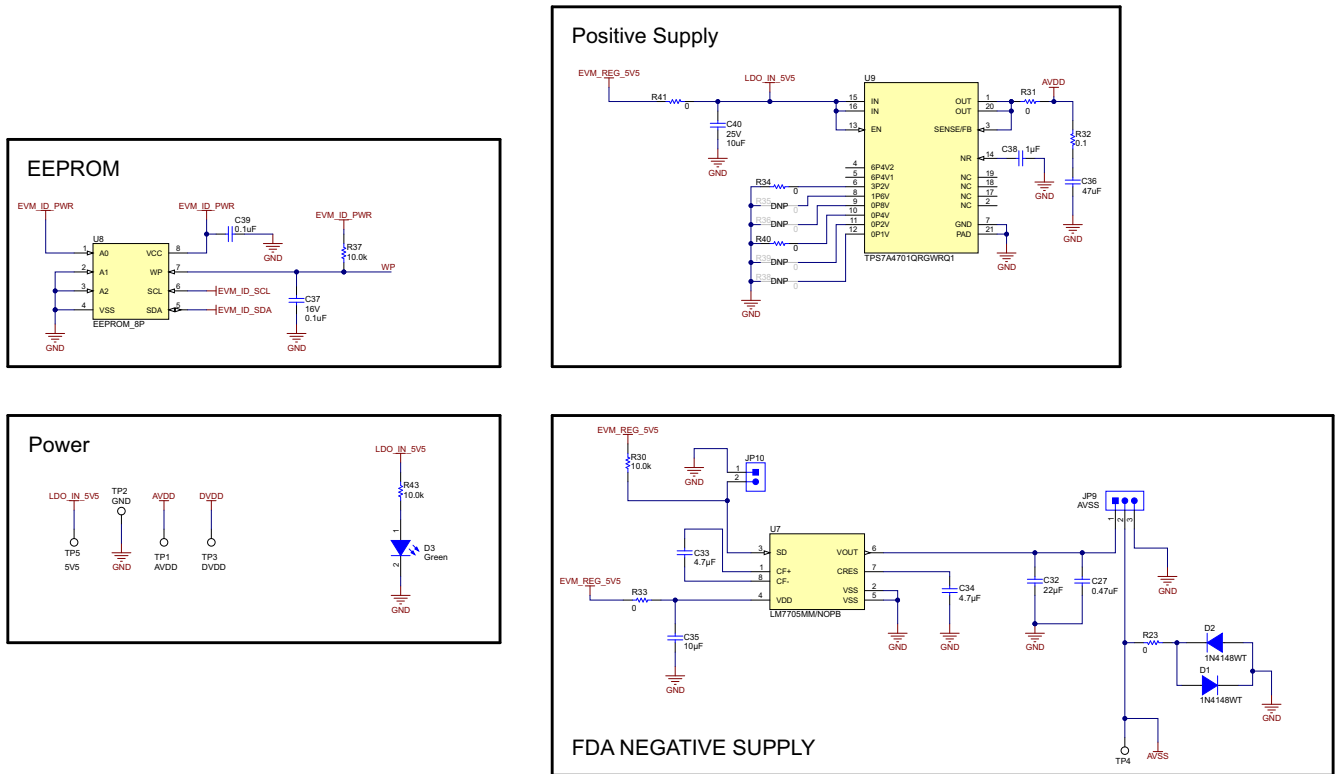 Positive Supply
EVM_REG_5V5
LDO_IN_5V5
U9
AVDD
R41
0
15 IN OUT 1
16 IN OUT 20
R31
0
13 EN SENSE/FB 3
C40
25V
10uF
R32
0.1
NR 14
C38 1µF
4 6P4V2
5 6P4V1
6 3P2V
8 1P6V
9 0P8V
10 0P4V
11 0P2V
12 0P1V
NC 19
NC 18
NC 17
NC 2
GND 7
PAD 21
C36
47uF
R34 0
R35 DNP 0
R36 DNP 0
R40 0
R39 DNP 0
R38 DNP 0
GND
GND
GND
GND
TPS7A4701QRGWRQ1
EEPROM
EVM_ID_PWR
EVM_ID_PWR
EVM_ID_PWR
C39
0.1uF
GND
U8
R37
10.0k
1 A0 VCC 8
2 A1 WP 7
WP
3 A2 SCL 6
EVM_ID_SCL
4 VSS SDA 5
EVM_ID_SDA
EEPROM_8P
C37
16V
0.1uF
GND
GND
Power
LDO_IN_5V5
R43
10.0k
LDO_IN_5V5
TP2
GND
AVDD
DVDD
TP5
5V5
GND
TP1
AVDD
TP3
DVDD
1
D3
Green
2
GND
EVM_REG_5V5
R30
10.0k
GND
JP10
1
2
JP9
AVSS
1
2
3
U7
C33
4.7µF
3 SD VOUT 6
1 CF+ CRES 7
8 CF- VSS 2
4 VDD VSS 5
LM7705MM/NOPB
EVM_REG_5V5
R33
0
C35
10µF
GND
GND
C34
4.7µF
GND
C32
22µF
C27
0.47uF
GND
GND
R23
0
D2
1N4148WT
D1
1N4148WT
GND
TP4
AVSS
FDA NEGATIVE SUPPLY